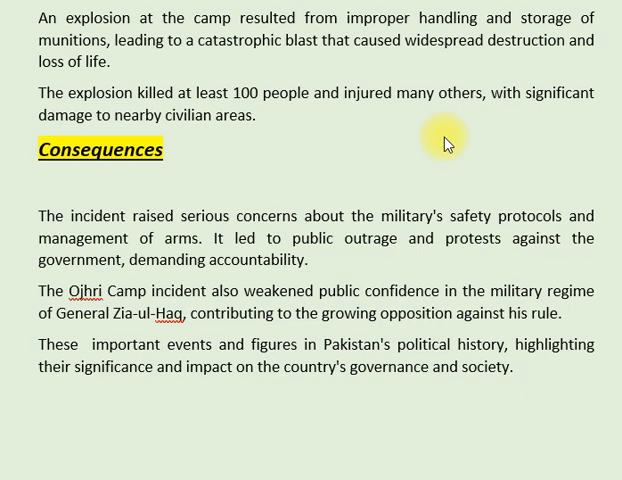 An explosion at the camp resulted from improper handling and storage of
munitions, leading to a catastrophic blast that caused widespread destruction and
loss of life.
The explosion killed at least 100 people and injured many others, with significant
damage to nearby civilian areas.
Consequences
The incident raised serious concerns about the military's safety protocols and
management of arms. It led to public outrage and protests against the
government, demanding accountability.
The Ojhri Camp incident also weakened public confidence in the military regime
of General Zia-ul-Haq, contributing to the growing opposition against his rule.
These important events and figures in Pakistan's political history, highlighting
their significance and impact on the country's governance and society.